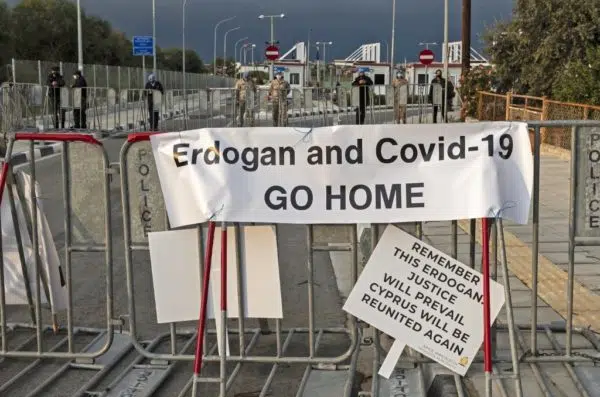 Erdogan and Covid-19
GO HOME
POLICE
POLICE
REMEMBER
THIS ERDOGAN,
JUSTICE
WILL PREVAIL
CYPRUS WILL BE
REUNITED AGAIN